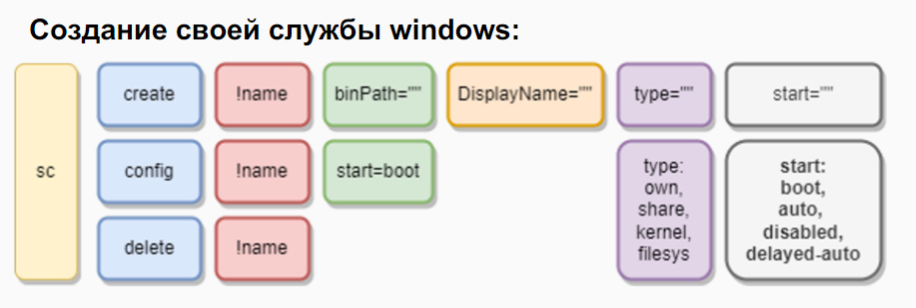 Создание своей службы windows:
sc
create
!name
binPath=""
DisplayName=""
type=""
start=""
config
!name
start=boot
type:
own,
share,
kernel,
filesys
start:
boot,
auto,
disabled,
delayed-auto
delete
!name